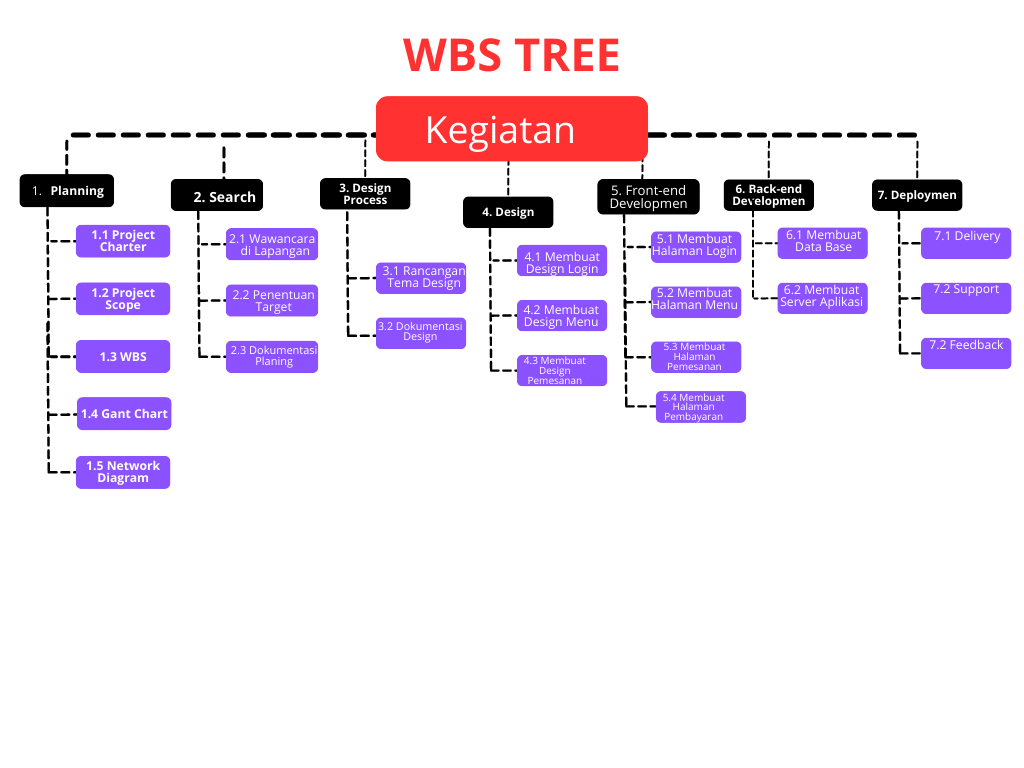 WBS TREE
Kegiatan
1. Planning
1.1 Project
Charter
1.2 Project
Scope
1.3 WBS
1.4 Gant Chart
1.5 Network
Diagram
2. Search
2.1 Wawancara
di Lapangan
2.2 Penentuan
Target
2.3 Dokumentasi
Planing
3. Design
Process
3.1 Rancangan
Tema Design
3.2 Dokumentasi
Design
4. Design
4.1 Membuat
Design Login
4.2 Membuat
Design Menu
4.3 Membuat
Design
Pemesanan
5. Front-end
Developmen
5.1 Membuat
Halaman Login
5.2 Membuat
Halaman Menu
5.3 Membuat
Halaman
Pemesanan
5.4 Membuat
Halaman
Pembayaran
6. Rack-end
Developmen
6.1 Membuat
Data Base
6.2 Membuat
Server Aplikasi
7. Deploymen
7.1 Delivery
7.2 Support
7.2 Feedback